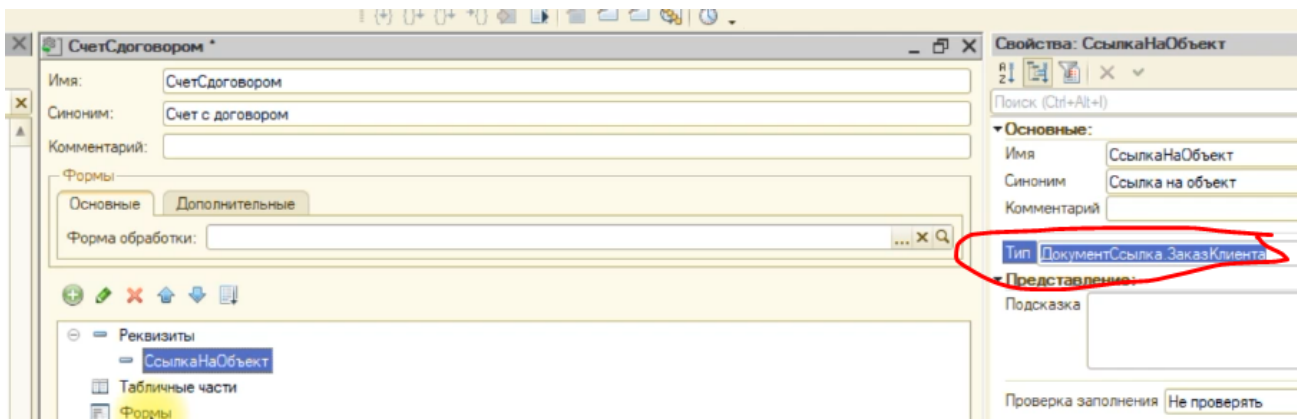 СчетСдоговором *
Имя: СчетСдоговором
Синоним: Счет с договором
Комментарий:
Формы
Основные Дополнительные
Форма обработки: ...
Реквизиты
СсылкаНаОбъект
Табличные части
Формы
Свойства: СсылкаНаОбъект
Поиск (Ctrl+Alt+I)
Основные:
Имя СсылкаНаОбъект
Синоним Ссылка на объект
Комментарий
Тип ДокументСсылка.ЗаказКлиента
Представление:
Подсказка
Проверка заполнения Не проверять